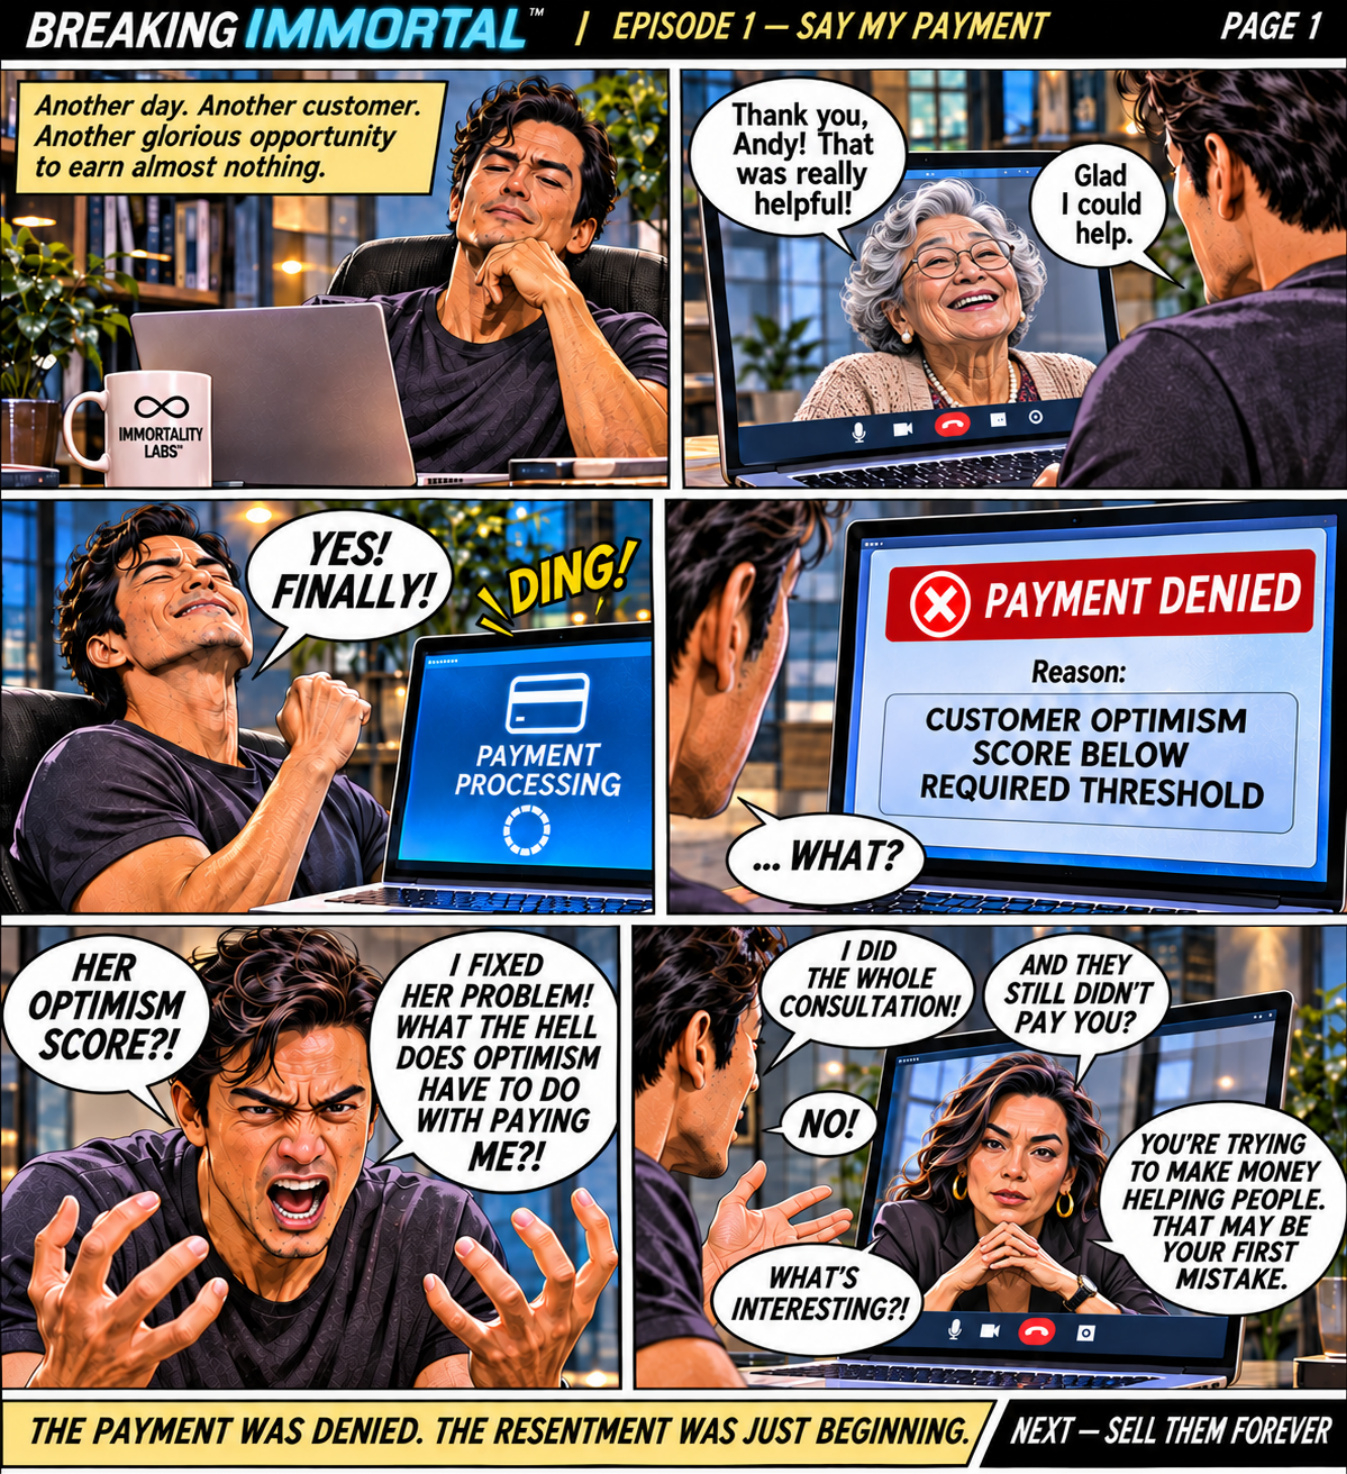 BREAKING IMMORTAL™ | EPISODE 1 — SAY MY PAYMENT PAGE 1
Another day. Another customer.
Another glorious opportunity
to earn almost nothing.
∞
IMMORTALITY
LABS™
Thank you,
Andy! That
was really
helpful!
Glad
I could
help.
YES!
FINALLY!
DING!
PAYMENT
PROCESSING
PAYMENT DENIED
Reason:
CUSTOMER OPTIMISM
SCORE BELOW
REQUIRED THRESHOLD
... WHAT?
HER
OPTIMISM
SCORE?!
I FIXED
HER PROBLEM!
WHAT THE HELL
DOES OPTIMISM
HAVE TO DO
WITH PAYING
ME?!
I DID
THE WHOLE
CONSULTATION!
AND THEY
STILL DIDN'T
PAY YOU?
NO!
YOU'RE TRYING
TO MAKE MONEY
HELPING PEOPLE.
THAT MAY BE
YOUR FIRST
MISTAKE.
WHAT'S
INTERESTING?!
THE PAYMENT WAS DENIED. THE RESENTMENT WAS JUST BEGINNING.
NEXT — SELL THEM FOREVER